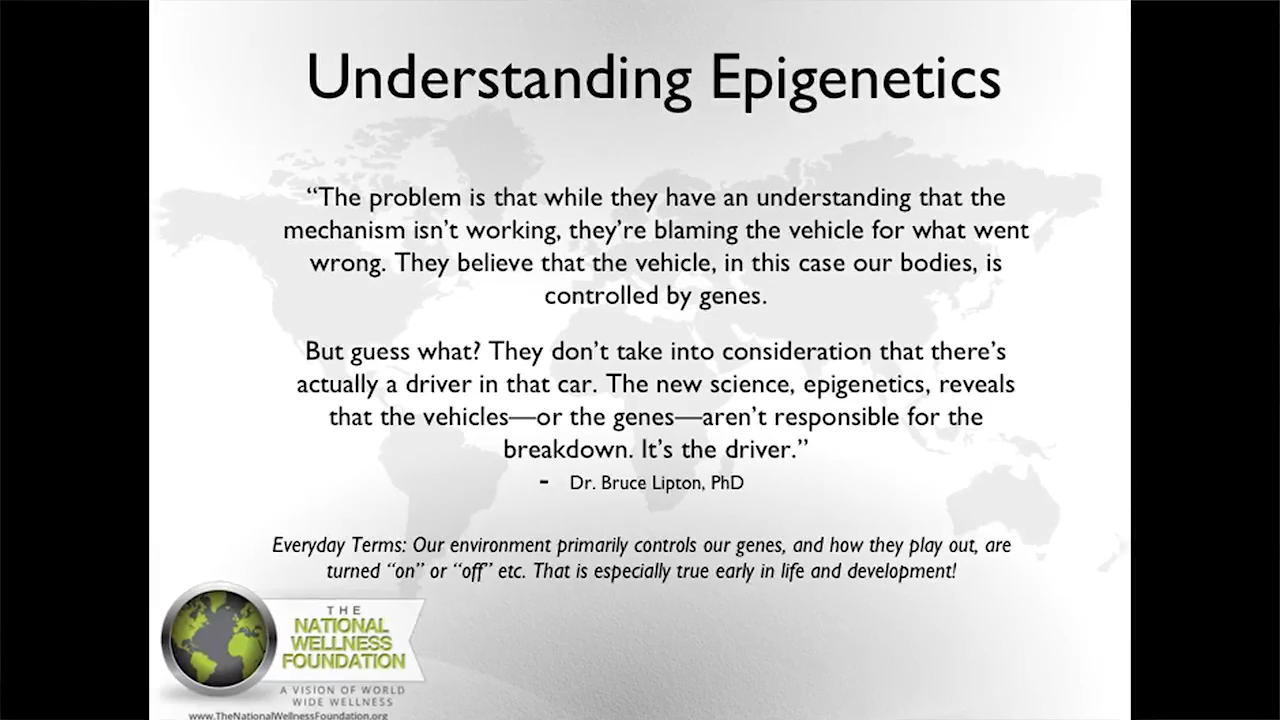 Understanding Epigenetics
“The problem is that while they have an understanding that the
mechanism isn’t working, they’re blaming the vehicle for what went
wrong. They believe that the vehicle, in this case our bodies, is
controlled by genes.
But guess what? They don’t take into consideration that there’s
actually a driver in that car. The new science, epigenetics, reveals
that the vehicles—or the genes—aren’t responsible for the
breakdown. It’s the driver.”
- Dr. Bruce Lipton, PhD
Everyday Terms: Our environment primarily controls our genes, and how they play out, are
turned “on” or “off” etc. That is especially true early in life and development!
THE
NATIONAL
WELLNESS
FOUNDATION
A VISION OF WORLD
WIDE WELLNESS
www.TheNationalWellnessFoundation.org